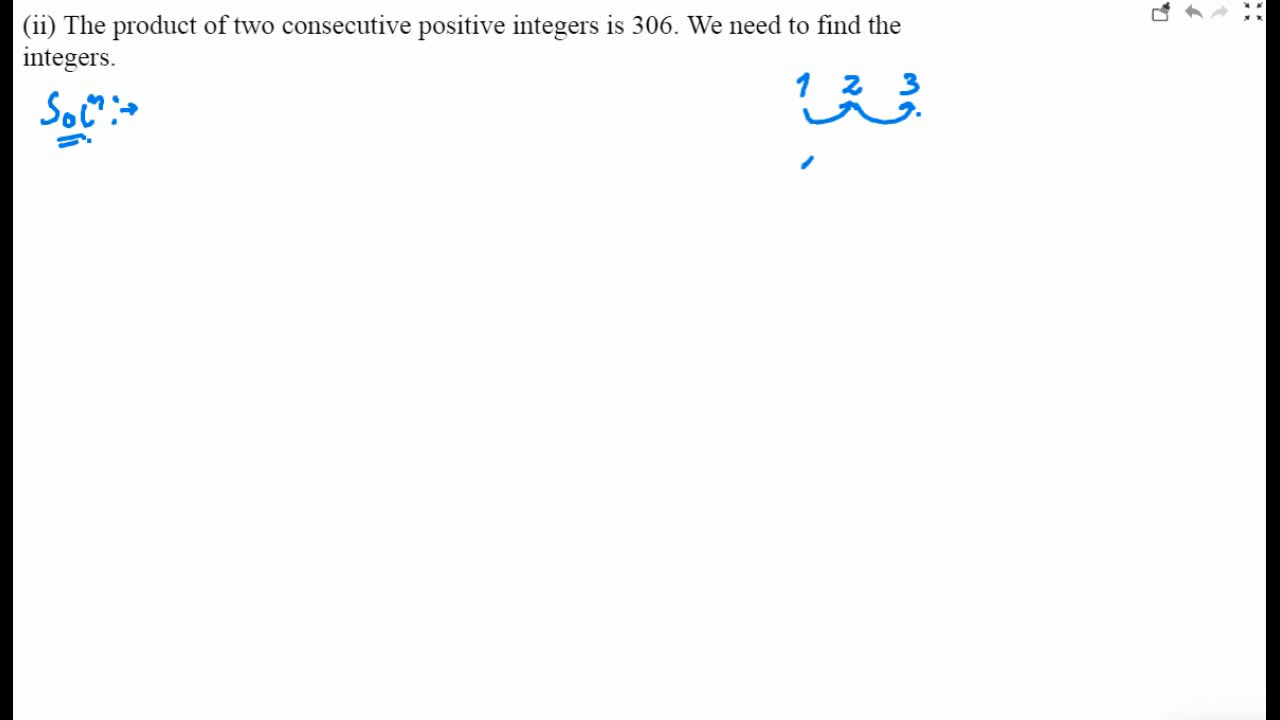 (ii) The product of two consecutive positive integers is 306. We need to find the
integers.
Solⁿ :→
1 2 3